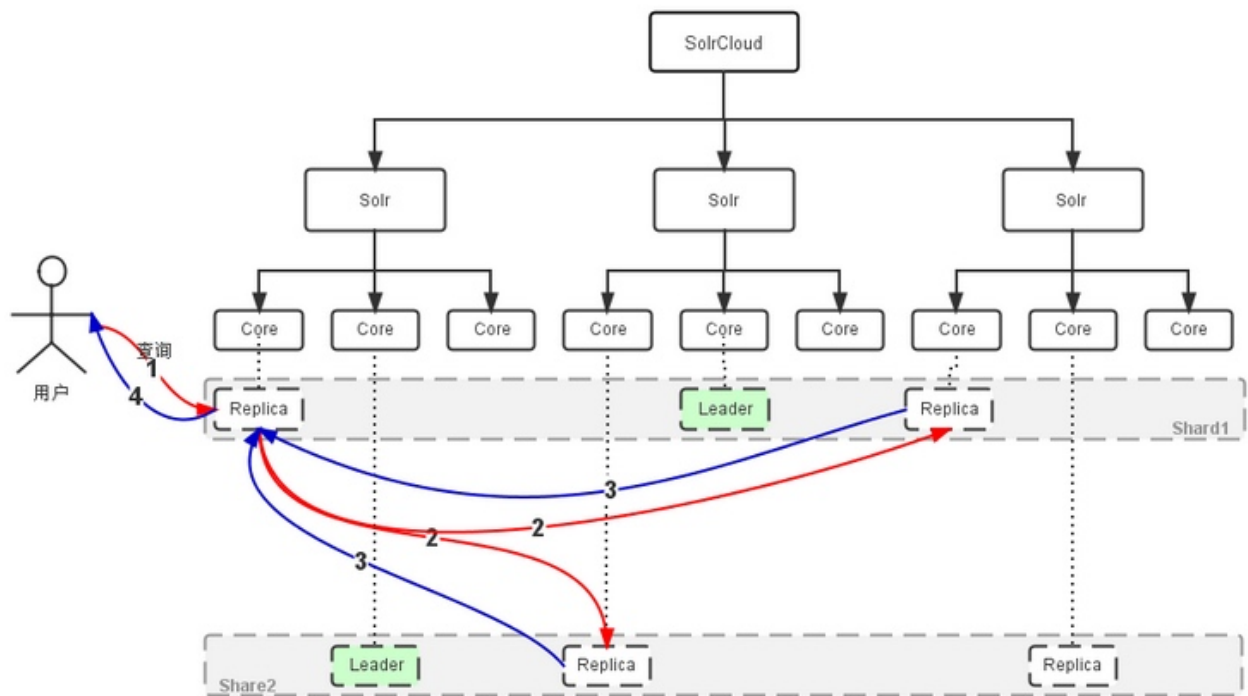 SolrCloud
Solr
Solr
Solr
Core
Core
Core
Core
Core
Core
Core
Core
Core
查询
1
4
用户
Replica
Leader
Replica
Shard1
3
2
2
3
Leader
Replica
Replica
Share2